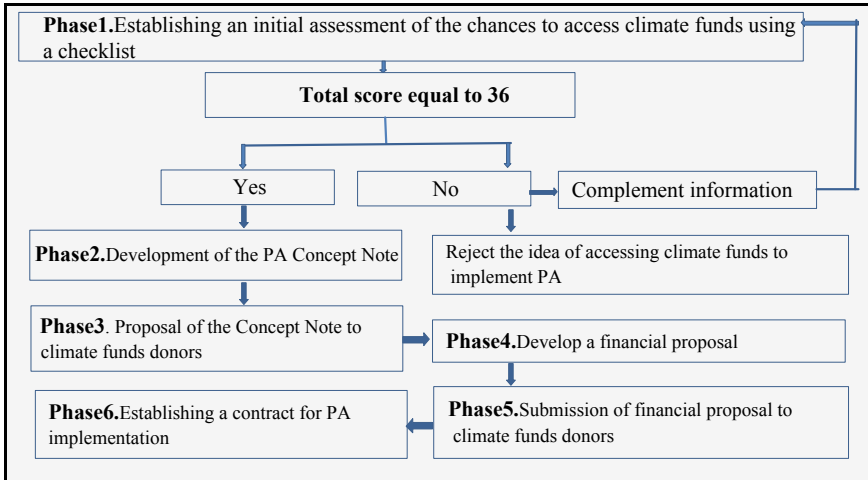 Phase1.Establishing an initial assessment of the chances to access climate funds using
a checklist
Total score equal to 36
Yes
No
Complement information
Phase2.Development of the PA Concept Note
Reject the idea of accessing climate funds to
implement PA
Phase3. Proposal of the Concept Note to
climate funds donors
Phase4.Develop a financial proposal
Phase6.Establishing a contract for PA
implementation
Phase5.Submission of financial proposal to
climate funds donors